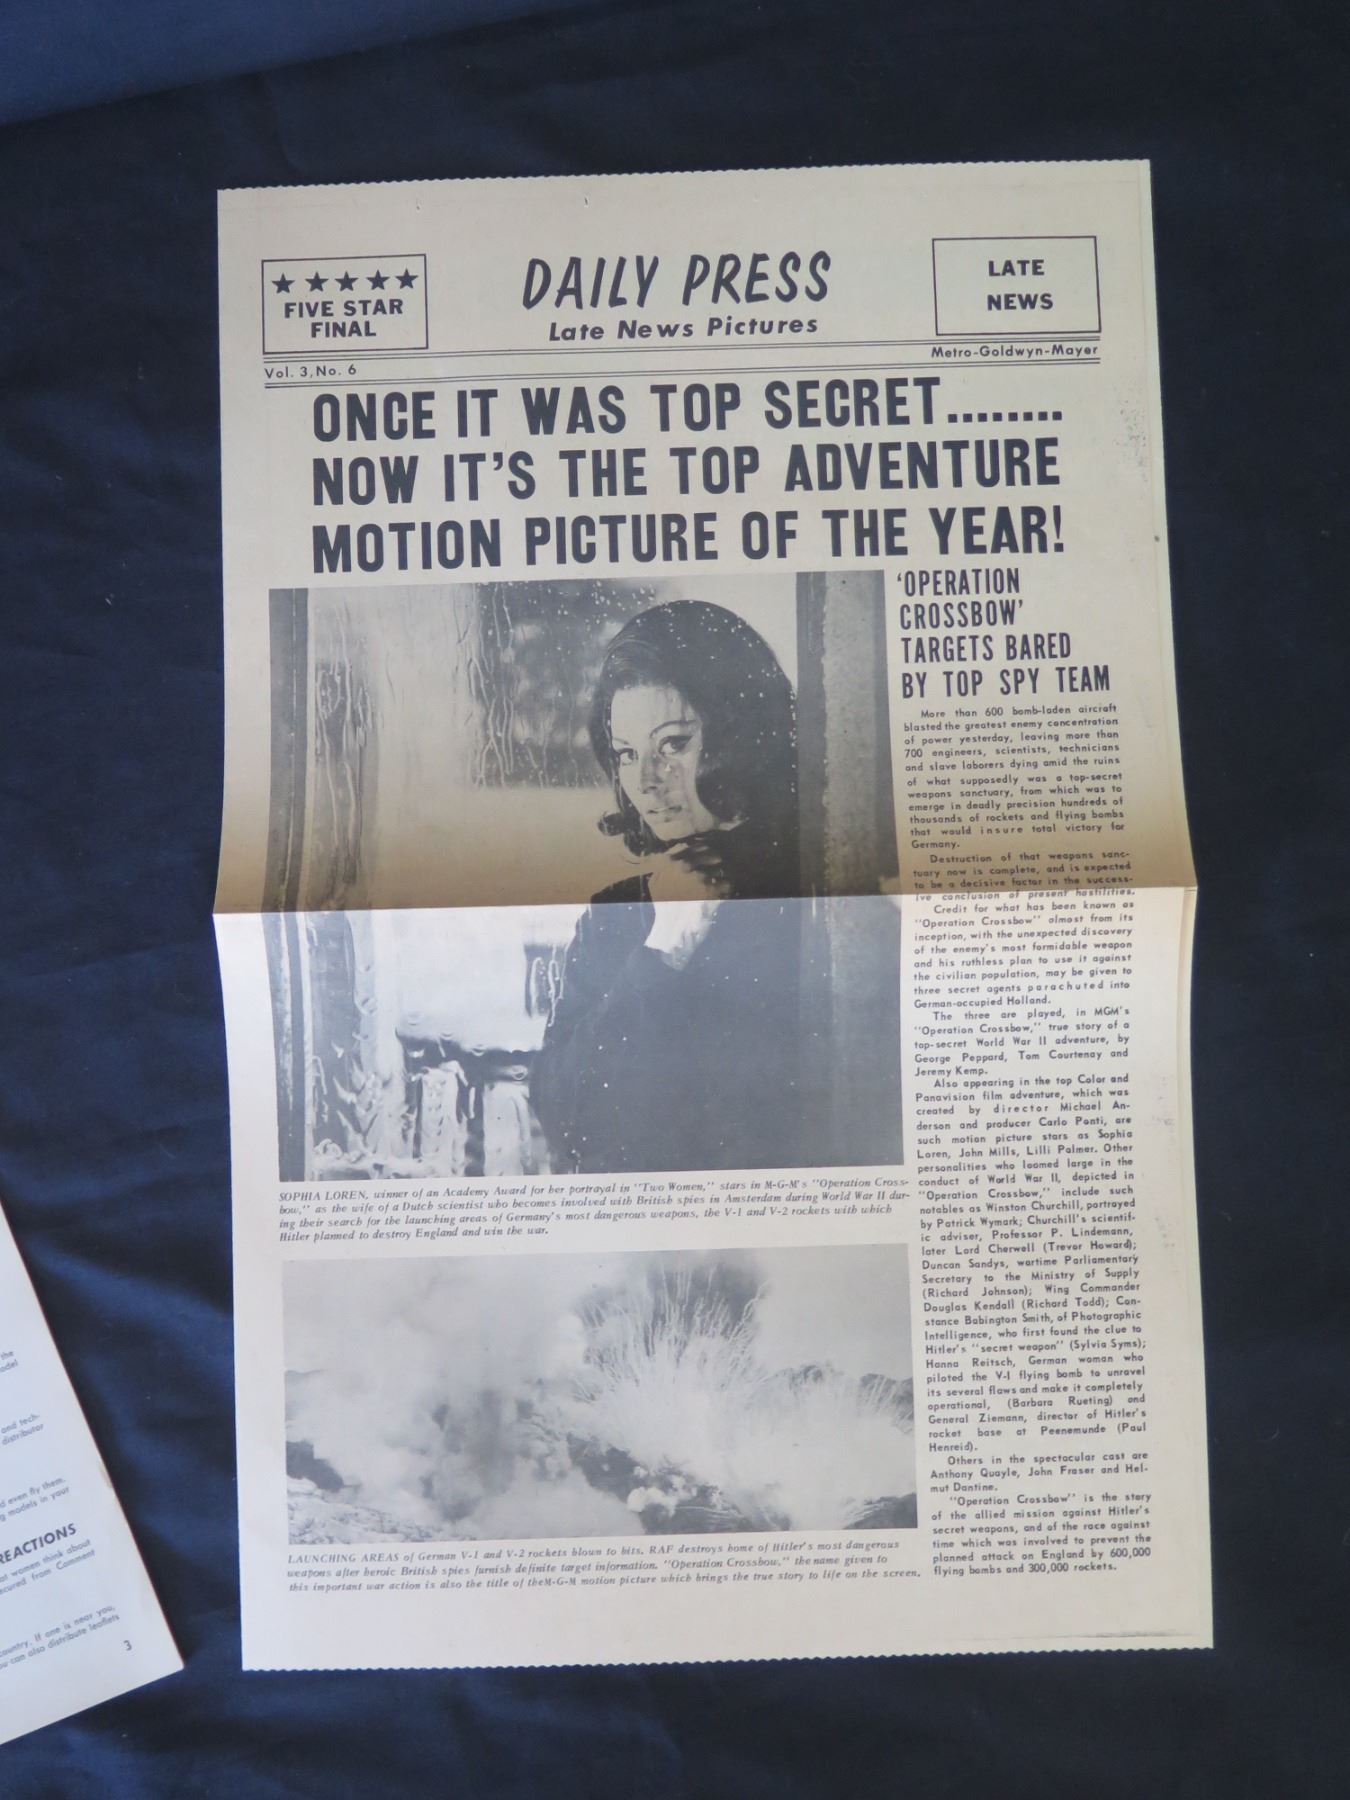 ★★★★★
FIVE STAR
FINAL
DAILY PRESS
Late News Pictures
LATE
NEWS
Vol. 3, No. 6
Metro-Goldwyn-Mayer
ONCE IT WAS TOP SECRET........
NOW IT'S THE TOP ADVENTURE
MOTION PICTURE OF THE YEAR!
'OPERATION
CROSSBOW'
TARGETS BARED
BY TOP SPY TEAM
More than 600 bomb-laden aircraft
blasted the greatest enemy concentration
of power yesterday, leaving more than
700 engineers, scientists, technicians
and slave laborers dying amid the ruins
of what supposedly was a top-secret
weapons sanctuary, from which was to
emerge in deadly precision hundreds of
thousands of rockets and flying bombs
that would insure total victory for
Germany.
Destruction of that weapons sanc-
tuary now is complete, and is expected
to be a decisive factor in the success-
ive conclusion of present hostilities.
Credit for what has been known as
"Operation Crossbow" almost from its
inception, with the unexpected discovery
of the enemy's most formidable weapon
and his ruthless plan to use it against
the civilian population, may be given to
three secret agents parachuted into
German-occupied Holland.
The three are played, in MGM's
"Operation Crossbow," true story of a
top-secret World War II adventure, by
George Peppard, Tom Courtenay and
Jeremy Kemp.
Also appearing in the top Color and
Panavision film adventure, which was
created by director Michael An-
derson and producer Carlo Ponti, are
such motion picture stars as Sophia
Loren, John Mills, Lilli Palmer. Other
personalities who loomed large in the
conduct of World War II, depicted in
"Operation Crossbow," include such
notables as Winston Churchill, portrayed
by Patrick Wymark; Churchill's scientif-
ic adviser, Professor P. Lindemann,
later Lord Cherwell (Trevor Howard);
Duncan Sandys, wartime Parliamentary
Secretary to the Ministry of Supply
(Richard Johnson); Wing Commander
Douglas Kendall (Richard Todd); Con-
stance Babington Smith, of Photographic
Intelligence, who first found the clue to
Hitler's "secret weapon" (Sylvia Syms);
Hanna Reitsch, German woman who
piloted the V-1 flying bomb to unravel
its several flaws and make it completely
operational, (Barbara Rueting) and
General Ziemann, director of Hitler's
rocket base at Peenemunde (Paul
Henreid).
Others in the spectacular cast are
Anthony Quayle, John Fraser and Hel-
mut Dantine.
"Operation Crossbow" is the story
of the allied mission against Hitler's
secret weapons, and of the race against
time which was involved to prevent the
planned attack on England by 600,000
flying bombs and 300,000 rockets.
SOPHIA LOREN, winner of an Academy Award for her portrayal in "Two Women," stars in M-G-M's "Operation Cross-
bow," as the wife of a Dutch scientist who becomes involved with British spies in Amsterdam during World War II dur-
ing their search for the launching areas of Germany's most dangerous weapons, the V-1 and V-2 rockets with which
Hitler planned to destroy England and win the war.
LAUNCHING AREAS of German V-1 and V-2 rockets blown to bits. RAF destroys home of Hitler's most dangerous
weapons after heroic British spies furnish definite target information. "Operation Crossbow," the name given to
this important war action is also the title of the M-G-M motion picture which brings the true story to life on the screen.
the
and tech-
distributor
even fly them.
models in your
REACTIONS
women think about
from Comment
country. If one is near you,
can also distribute leaflets
3